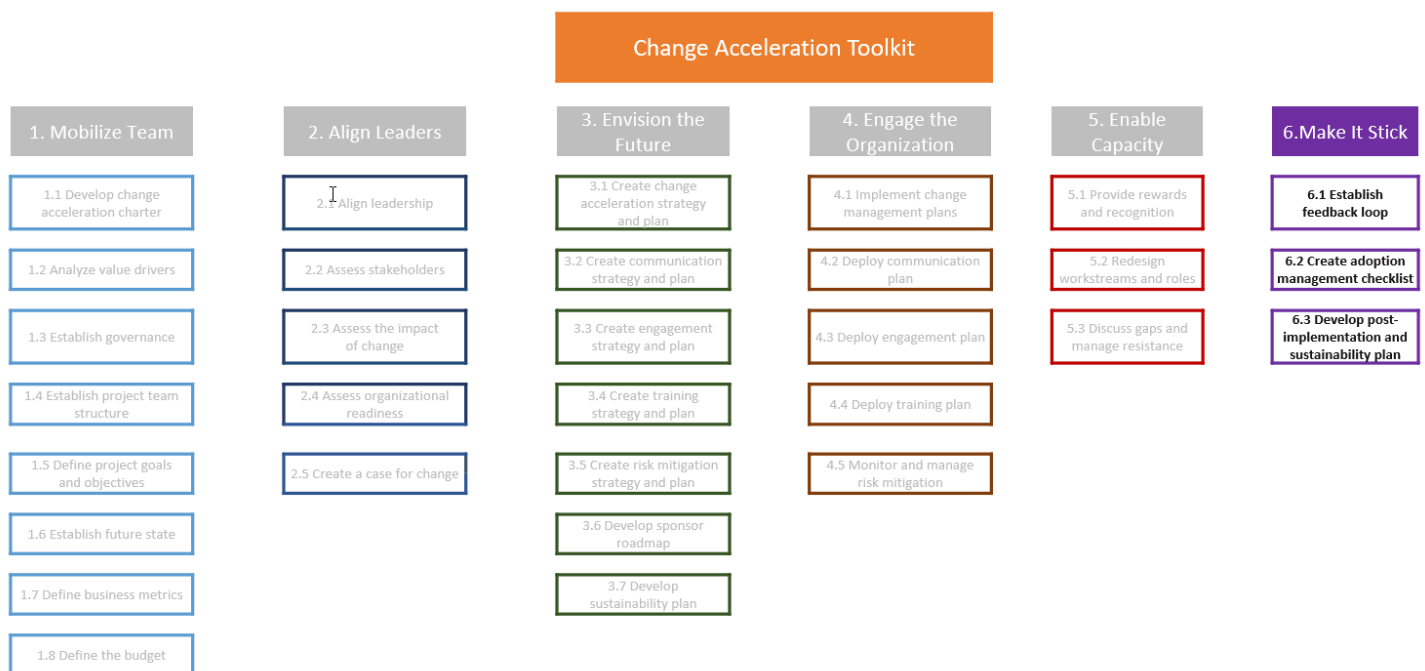 Change Acceleration Toolkit
1. Mobilize Team
1.1 Develop change
acceleration charter
1.2 Analyze value drivers
1.3 Establish governance
1.4 Establish project team
structure
1.5 Define project goals
and objectives
1.6 Establish future state
1.7 Define business metrics
1.8 Define the budget
2. Align Leaders
2.1 Align leadership
2.2 Assess stakeholders
2.3 Assess the impact
of change
2.4 Assess organizational
readiness
2.5 Create a case for change
3. Envision the
Future
3.1 Create change
acceleration strategy
and plan
3.2 Create communication
strategy and plan
3.3 Create engagement
strategy and plan
3.4 Create training
strategy and plan
3.5 Create risk mitigation
strategy and plan
3.6 Develop sponsor
roadmap
3.7 Develop
sustainability plan
4. Engage the
Organization
4.1 Implement change
management plans
4.2 Deploy communication
plan
4.3 Deploy engagement plan
4.4 Deploy training plan
4.5 Monitor and manage
risk mitigation
5. Enable
Capacity
5.1 Provide rewards
and recognition
5.2 Redesign
workstreams and roles
5.3 Discuss gaps and
manage resistance
6.Make It Stick
6.1 Establish
feedback loop
6.2 Create adoption
management checklist
6.3 Develop post-
implementation and
sustainability plan